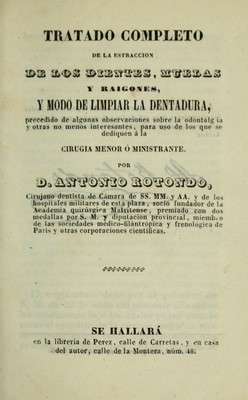 TRATADO COMPLETO
DE LA ESTRACCION
DE LOS DIENTES, MUELAS
Y RAIGONES,
Y MODO DE LIMPIAR LA DENTADURA,
precedido de algunas observaciones sobre la odontalgia
y otras no menos interesantes, para uso de los que se
dediquen á la
CIRUGIA MENOR Ó MINISTRANTE.
POR
D. ANTONIO ROTONDO,
Cirujano dentista de Cámara de SS. MM. y AA. y de los
hospitales militares de esta plaza, socio fundador de la
Academia quirúrgica Matritense, premiado con dos
medallas por S. M. y diputacion provincial, miembro
de las sociedades médico-filantrópica y frenológica de
Paris y otras corporaciones científicas.
SE HALLARÁ
en la libreria de Perez, calle de Carretas, y en casa
del autor, calle de la Montera, núm. 46.